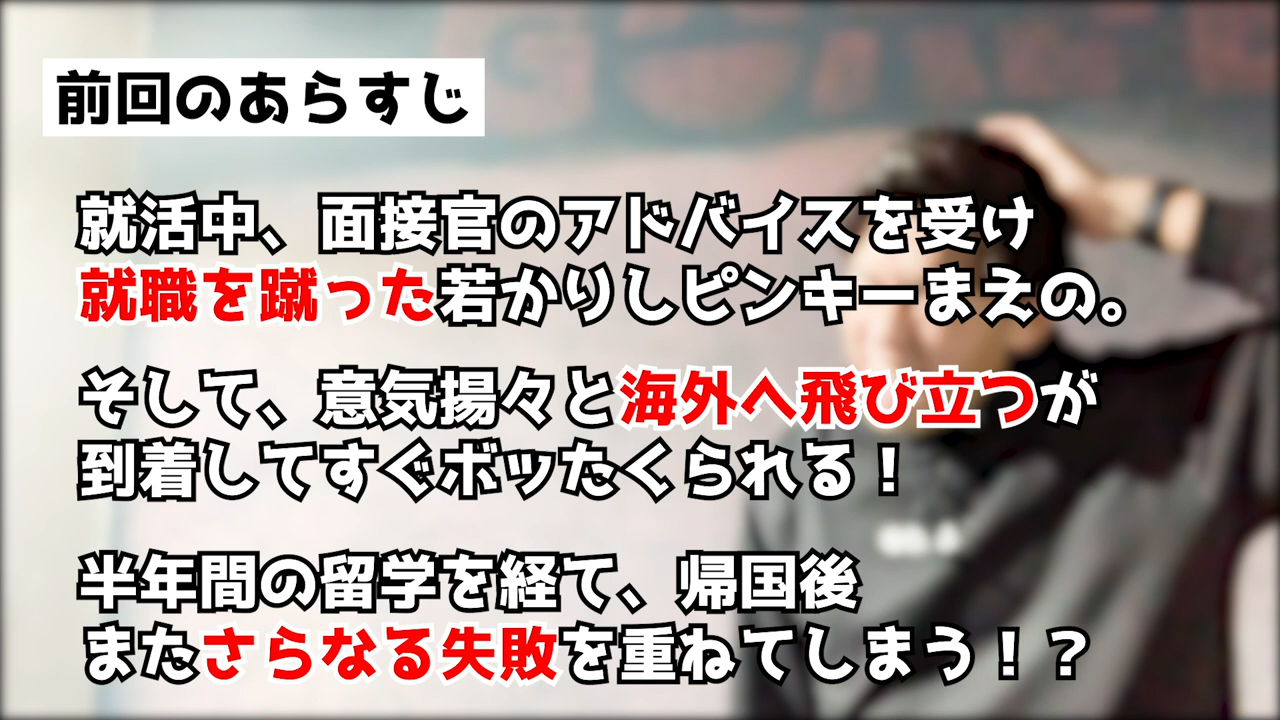 前回のあらすじ
就活中、面接官のアドバイスを受け
就職を蹴った若かりしピンキーまえの。
そして、意気揚々と海外へ飛び立つが
到着してすぐボッたくられる！
半年間の留学を経て、帰国後
またさらなる失敗を重ねてしまう！？